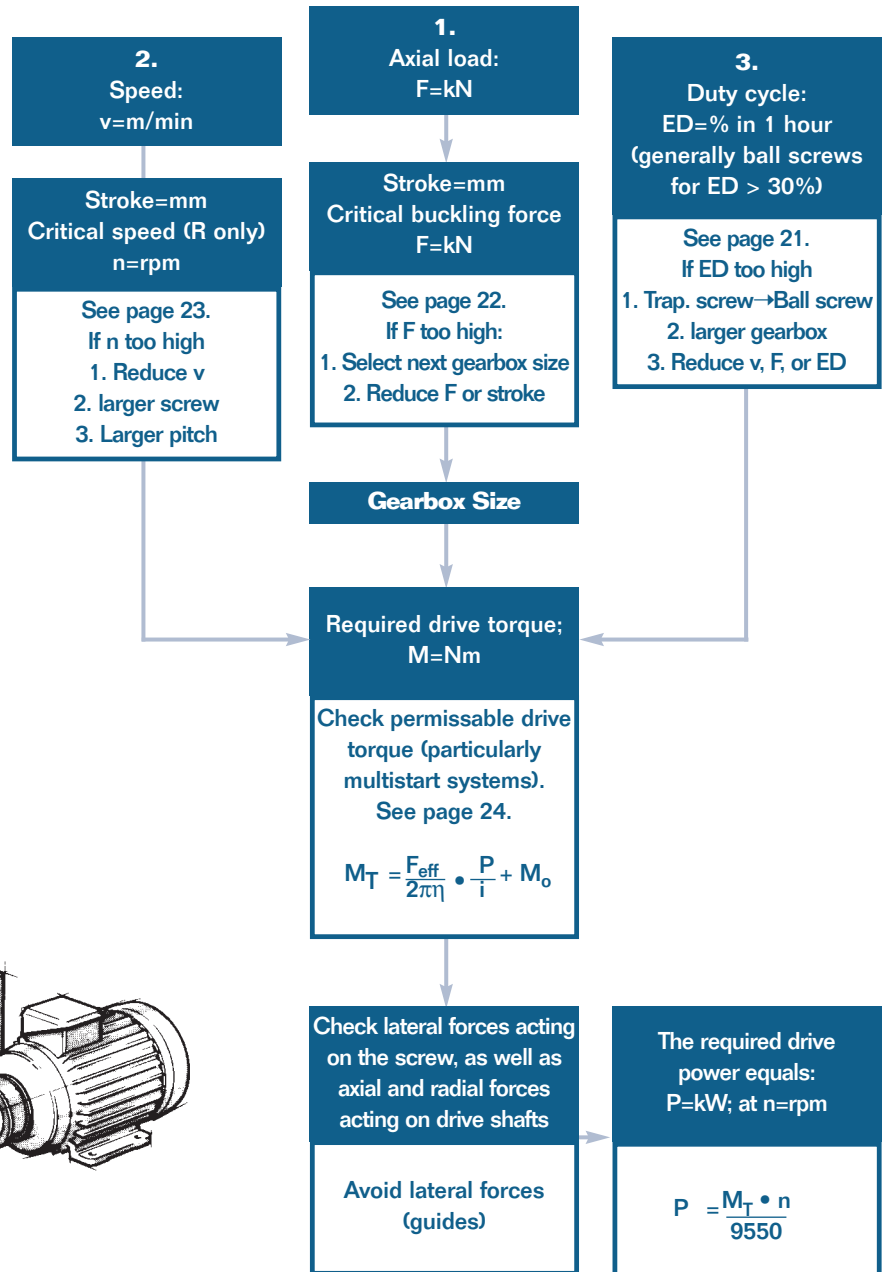 2.
Speed:
v=m/min
Stroke=mm
Critical speed (R only)
n=rpm
See page 23.
If n too high
1. Reduce v
2. larger screw
3. Larger pitch
1.
Axial load:
F=kN
Stroke=mm
Critical buckling force
F=kN
See page 22.
If F too high:
1. Select next gearbox size
2. Reduce F or stroke
3.
Duty cycle:
ED=% in 1 hour
(generally ball screws
for ED > 30%)
See page 21.
If ED too high
1. Trap. screw→Ball screw
2. larger gearbox
3. Reduce v, F, or ED
Gearbox Size
Required drive torque;
M=Nm
Check permissable drive
torque (particularly
multistart systems).
See page 24.
M_T = F_eff/2πη • P/i + M_o
Check lateral forces acting
on the screw, as well as
axial and radial forces
acting on drive shafts
Avoid lateral forces
(guides)
The required drive
power equals:
P=kW; at n=rpm
P = M_T • n/9550